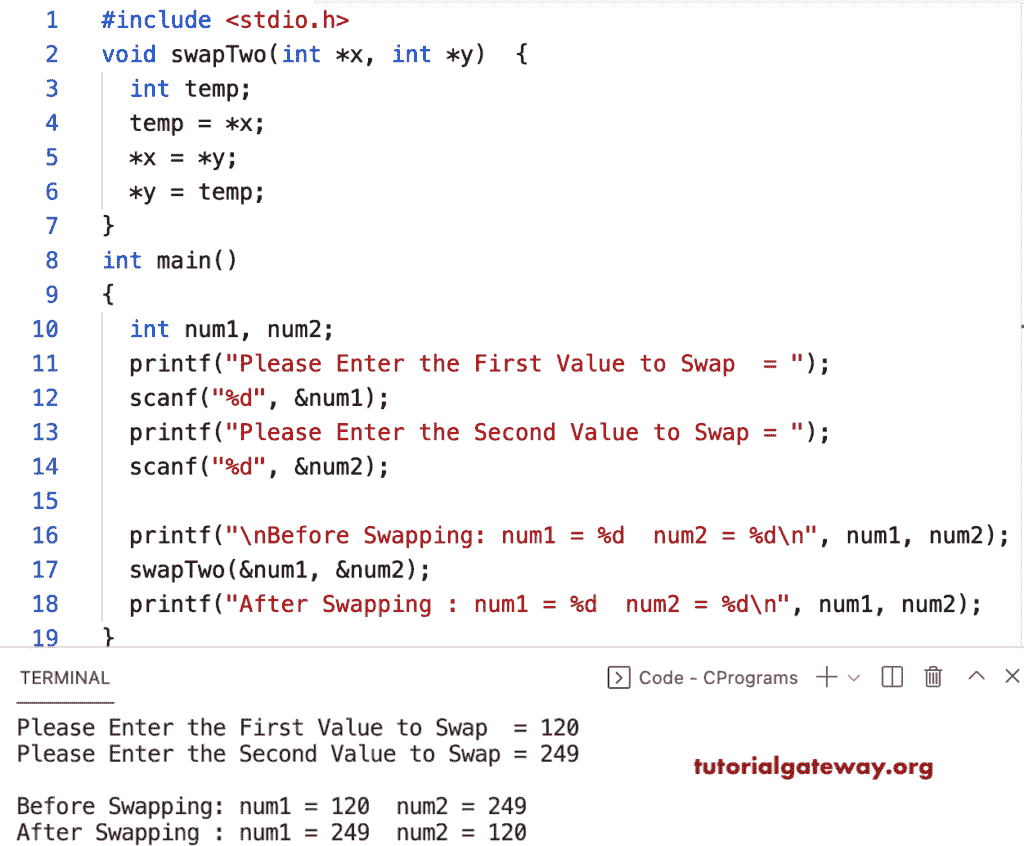 1 #include <stdio.h>
2 void swapTwo(int *x, int *y)  {
3   int temp;
4   temp = *x;
5   *x = *y;
6   *y = temp;
7 }
8 int main()
9 {
10   int num1, num2;
11   printf("Please Enter the First Value to Swap  = ");
12   scanf("%d", &num1);
13   printf("Please Enter the Second Value to Swap = ");
14   scanf("%d", &num2);
15
16   printf("\nBefore Swapping: num1 = %d  num2 = %d\n", num1, num2);
17   swapTwo(&num1, &num2);
18   printf("After Swapping : num1 = %d  num2 = %d\n", num1, num2);
19 }
TERMINAL Code - CPrograms
Please Enter the First Value to Swap  = 120
Please Enter the Second Value to Swap = 249
tutorialgateway.org
Before Swapping: num1 = 120  num2 = 249
After Swapping : num1 = 249  num2 = 120